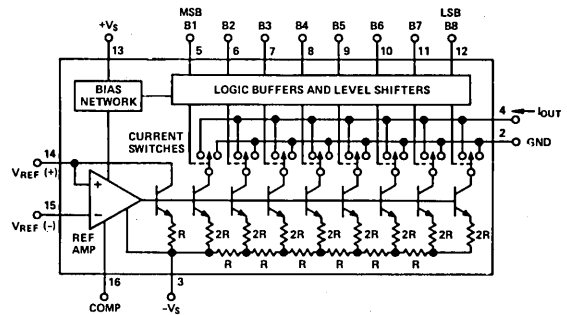 MSB LSB
+VS B1 B2 B3 B4 B5 B6 B7 B8
13 5 6 7 8 9 10 11 12
BIAS NETWORK
LOGIC BUFFERS AND LEVEL SHIFTERS
4 IOUT
CURRENT SWITCHES
2 GND
14
VREF (+)
+
15
VREF (−)
−
REF AMP
R 2R 2R 2R 2R 2R 2R 2R 2R
R R R R R R
16 3
COMP −VS